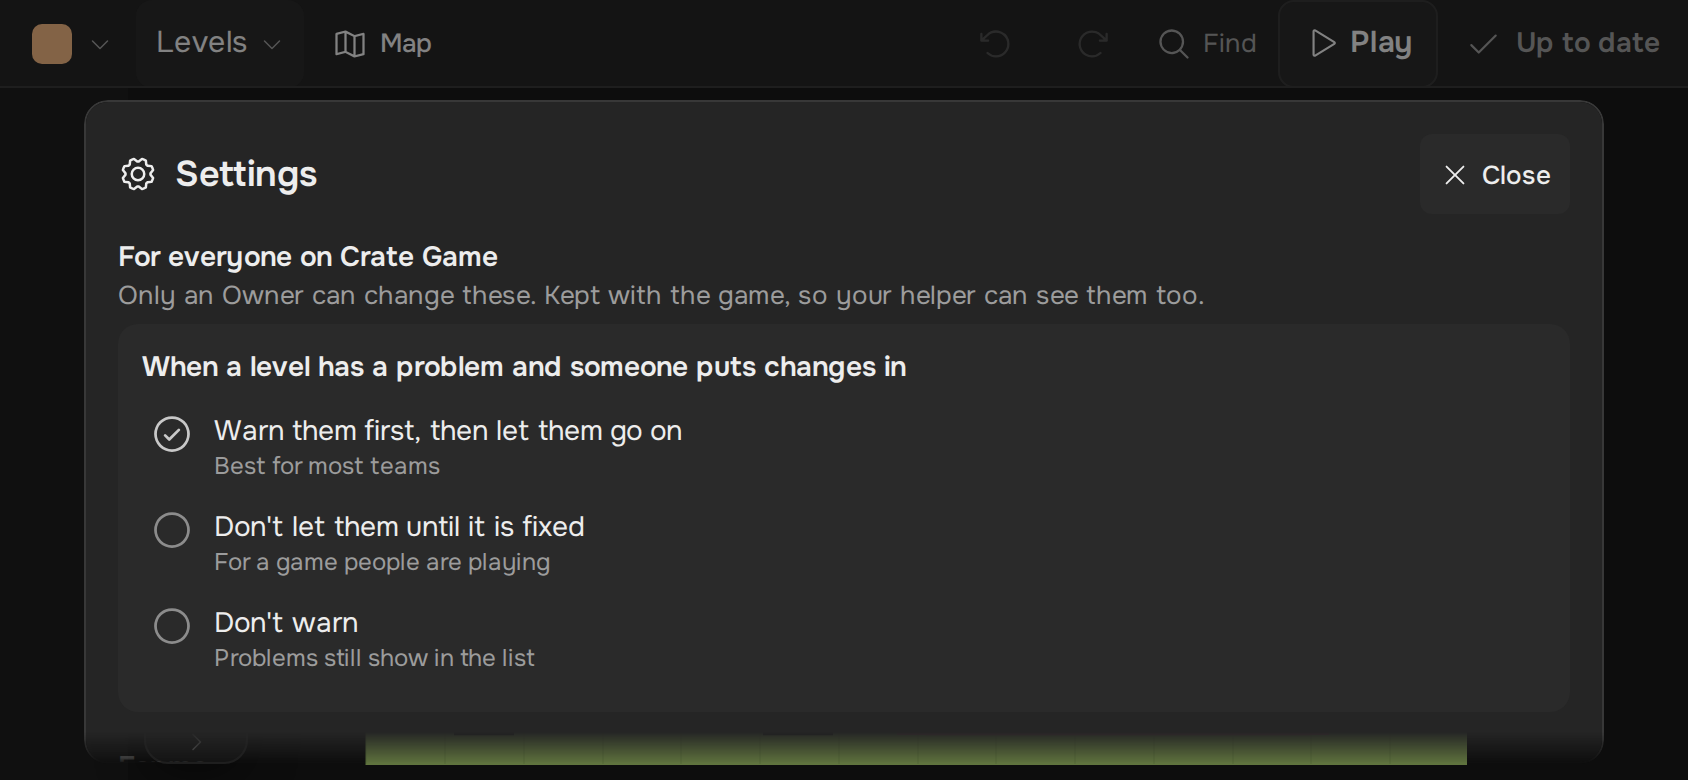 Levels
Map
Find
Play
Up to date
Settings
Close
For everyone on Crate Game
Only an Owner can change these. Kept with the game, so your helper can see them too.
When a level has a problem and someone puts changes in
Warn them first, then let them go on
Best for most teams
Don't let them until it is fixed
For a game people are playing
Don't warn
Problems still show in the list